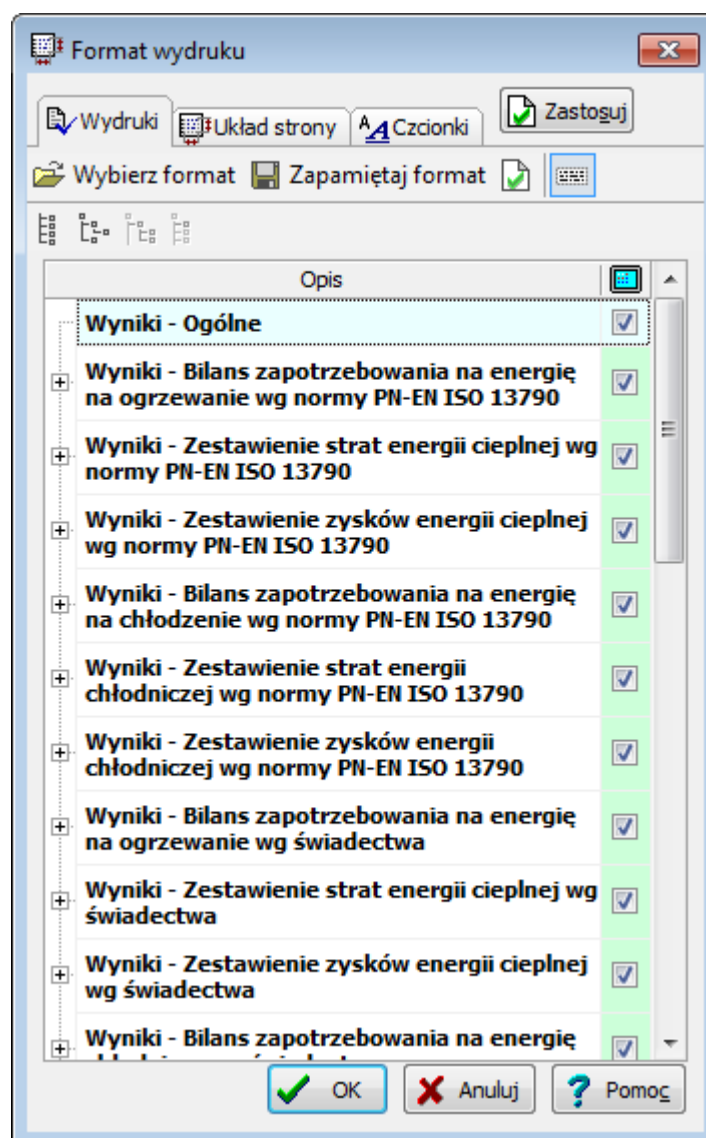 Format wydruku
Wydruki Układ strony Czcionki Zastosuj
Wybierz format Zapamiętaj format
Opis
Wyniki - Ogólne
Wyniki - Bilans zapotrzebowania na energię
na ogrzewanie wg normy PN-EN ISO 13790
Wyniki - Zestawienie strat energii cieplnej wg
normy PN-EN ISO 13790
Wyniki - Zestawienie zysków energii cieplnej
wg normy PN-EN ISO 13790
Wyniki - Bilans zapotrzebowania na energię
na chłodzenie wg normy PN-EN ISO 13790
Wyniki - Zestawienie strat energii
chłodniczej wg normy PN-EN ISO 13790
Wyniki - Zestawienie zysków energii
chłodniczej wg normy PN-EN ISO 13790
Wyniki - Bilans zapotrzebowania na energię
na ogrzewanie wg świadectwa
Wyniki - Zestawienie strat energii cieplnej wg
świadectwa
Wyniki - Zestawienie zysków energii cieplnej
wg świadectwa
Wyniki - Bilans zapotrzebowania na energię
OK Anuluj Pomoc